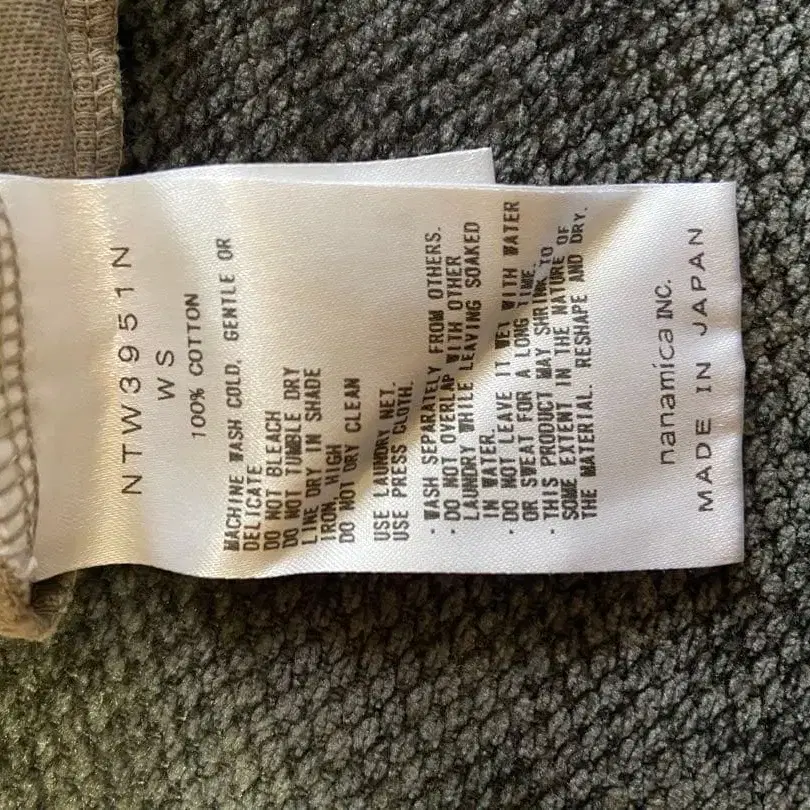 NTW3951N
WS
100% COTTON
MACHINE WASH COLD, GENTLE OR
DELICATE
DO NOT BLEACH
DO NOT TUMBLE DRY
LINE DRY IN SHADE
IRON HIGH
DO NOT DRY CLEAN
USE LAUNDRY NET.
USE PRESS CLOTH.
・WASH SEPARATELY FROM OTHERS.
・DO NOT OVERLAP WITH OTHER
LAUNDRY WHILE LEAVING SOAKED
IN WATER.
・DO NOT LEAVE IT WET WITH WATER
OR SWEAT FOR A LONG TIME.
・THIS PRODUCT MAY SHRINK TO
SOME EXTENT IN THE NATURE OF
THE MATERIAL. RESHAPE AND DRY.
nanamica INC.
MADE IN JAPAN